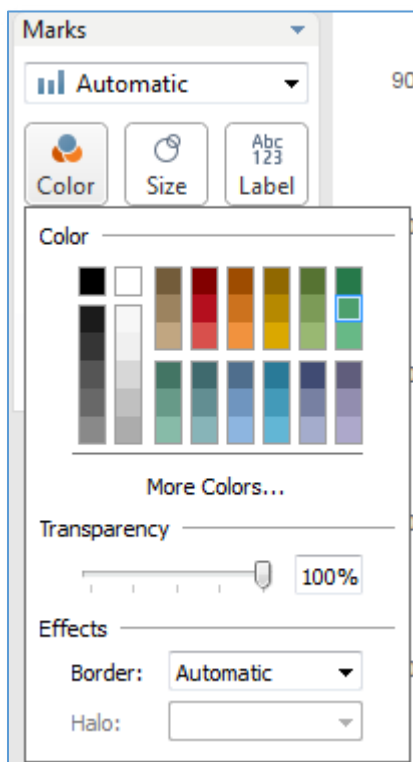 Marks
Automatic
90
Color Size Abc 123 Label
Color
More Colors...
Transparency
100%
Effects
Border: Automatic
Halo: